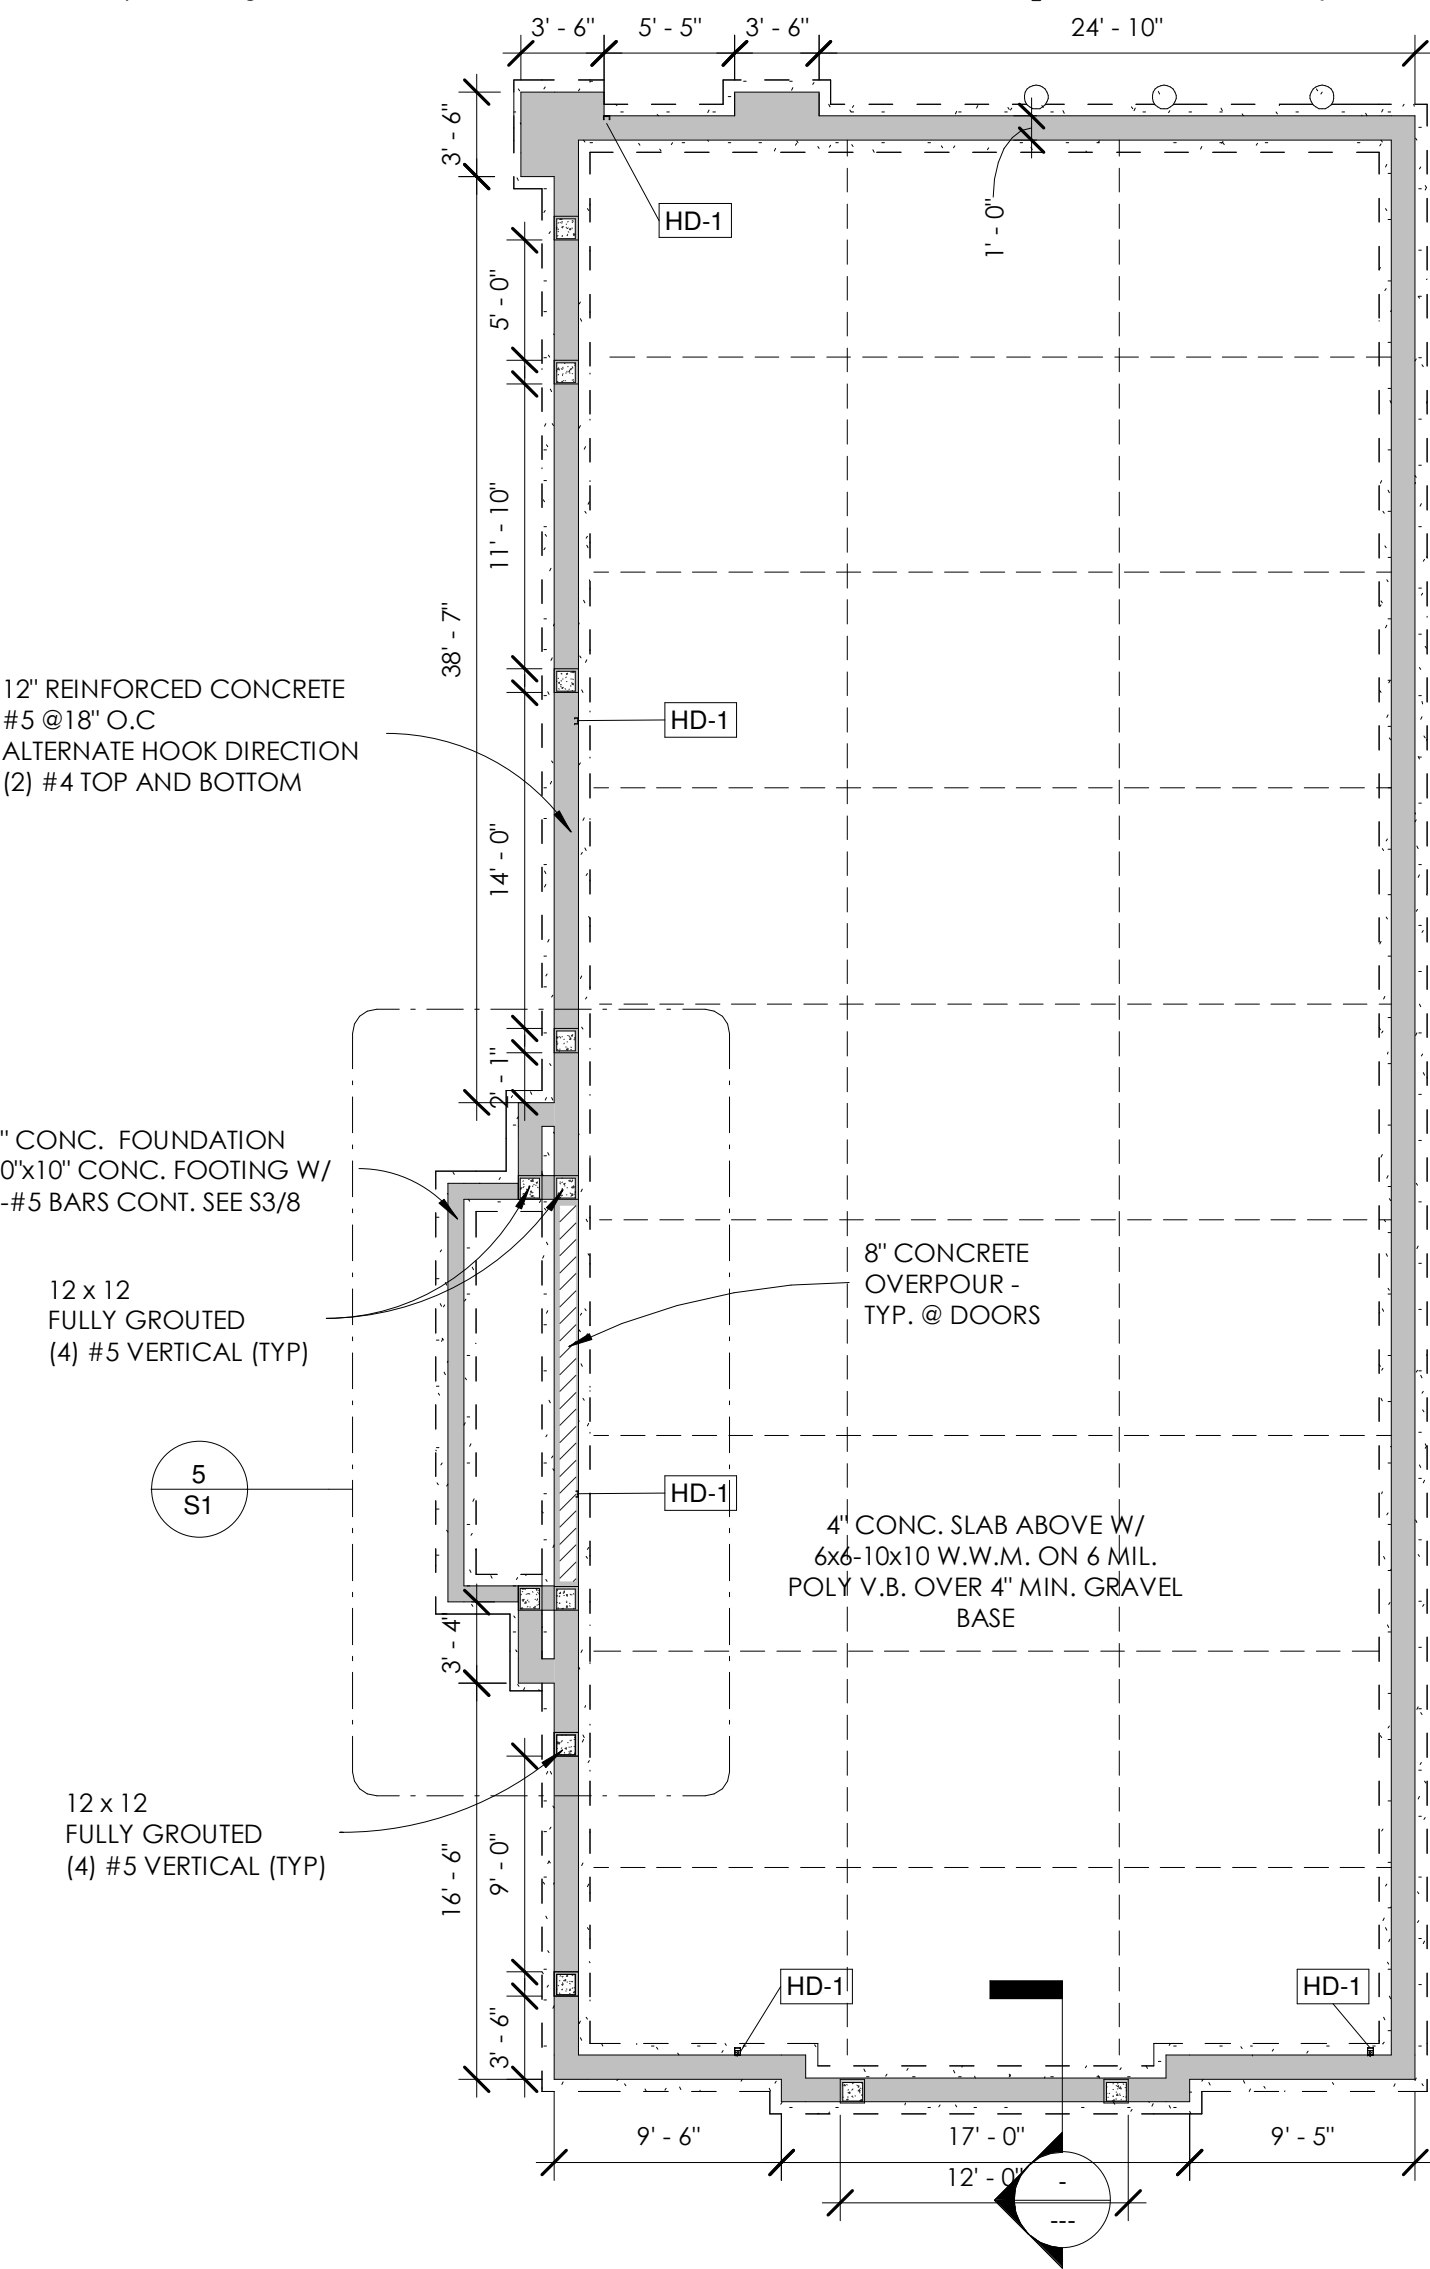 3' - 6" 5' - 5" 3' - 6" 24' - 10"
3' - 6"
HD-1
1' - 0"
5' - 0"
11' - 10"
38' - 7"
12" REINFORCED CONCRETE
#5 @18" O.C
ALTERNATE HOOK DIRECTION
(2) #4 TOP AND BOTTOM
HD-1
14' - 0"
2' - 1"
" CONC. FOUNDATION
0"x10" CONC. FOOTING W/
-#5 BARS CONT. SEE S3/8
8" CONCRETE
OVERPOUR -
TYP. @ DOORS
12 x 12
FULLY GROUTED
(4) #5 VERTICAL (TYP)
5
S1
HD-1
4" CONC. SLAB ABOVE W/
6x6-10x10 W.W.M. ON 6 MIL.
POLY V.B. OVER 4" MIN. GRAVEL
BASE
3' - 4"
12 x 12
FULLY GROUTED
(4) #5 VERTICAL (TYP)
16' - 6"
9' - 0"
HD-1
HD-1
3' - 6"
9' - 6" 17' - 0" 9' - 5"
12' - 0"
-
---